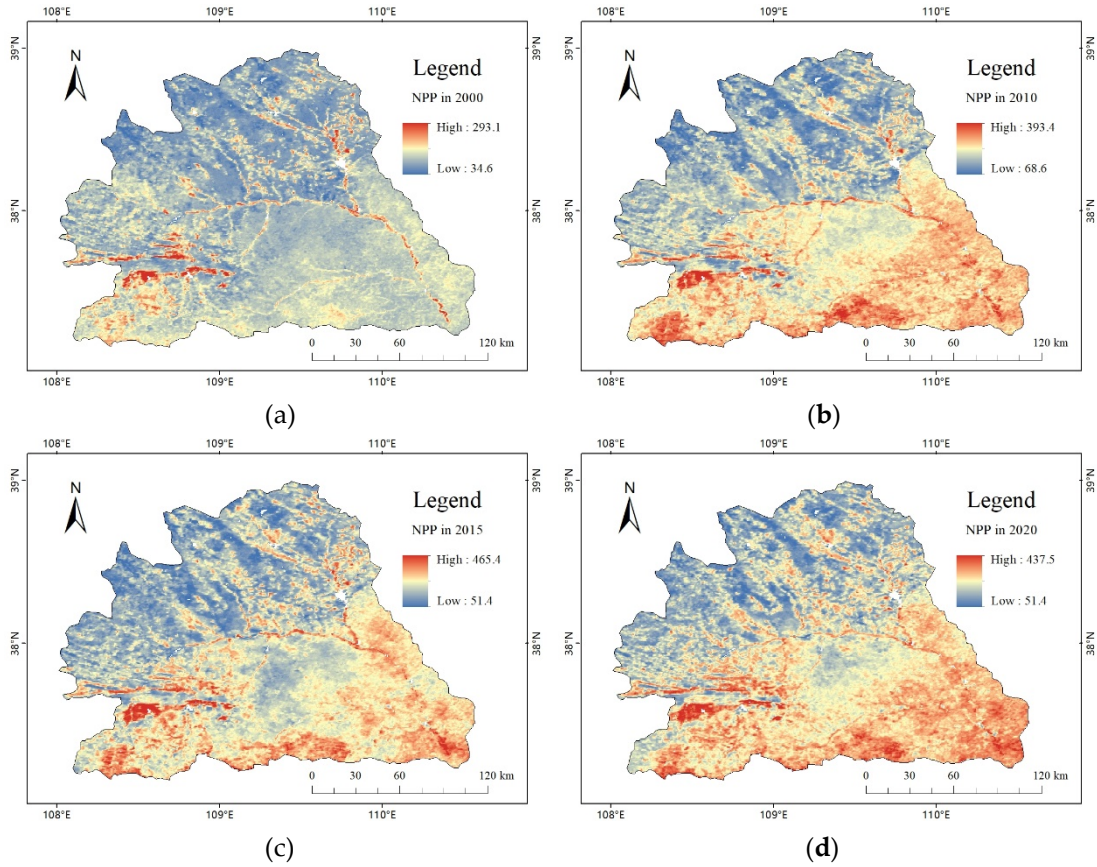 108°E 109°E 110°E
39°N 39°N
N
Legend
NPP in 2000
High : 293.1
Low : 34.6
38°N 38°N
0 30 60 120 km
108°E 109°E 110°E
(a)
108°E 109°E 110°E
39°N 39°N
N
Legend
NPP in 2010
High : 393.4
Low : 68.6
38°N 38°N
0 30 60 120 km
108°E 109°E 110°E
(b)
108°E 109°E 110°E
39°N 39°N
N
Legend
NPP in 2015
High : 465.4
Low : 51.4
38°N 38°N
0 30 60 120 km
108°E 109°E 110°E
(c)
108°E 109°E 110°E
39°N 39°N
N
Legend
NPP in 2020
High : 437.5
Low : 51.4
38°N 38°N
0 30 60 120 km
108°E 109°E 110°E
(d)